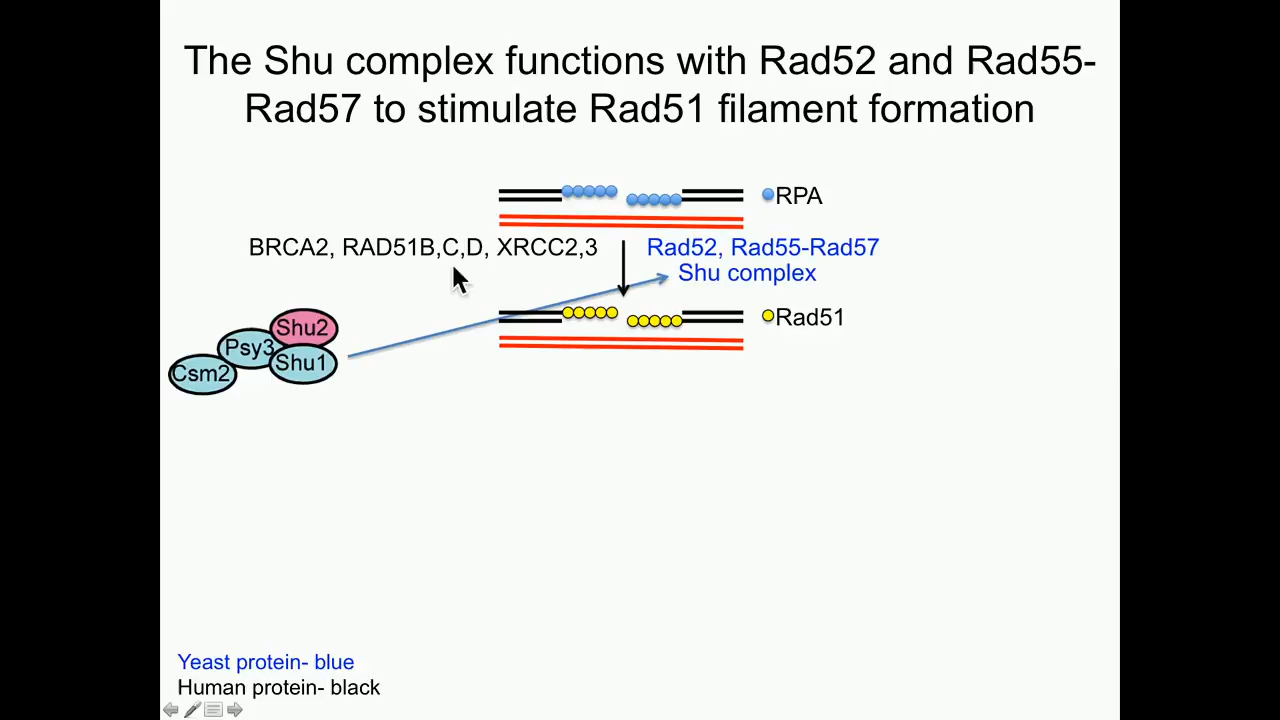 The Shu complex functions with Rad52 and Rad55-
Rad57 to stimulate Rad51 filament formation
RPA
BRCA2, RAD51B,C,D, XRCC2,3
Rad52, Rad55-Rad57
Shu complex
Rad51
Shu2
Psy3
Shu1
Csm2
Yeast protein- blue
Human protein- black